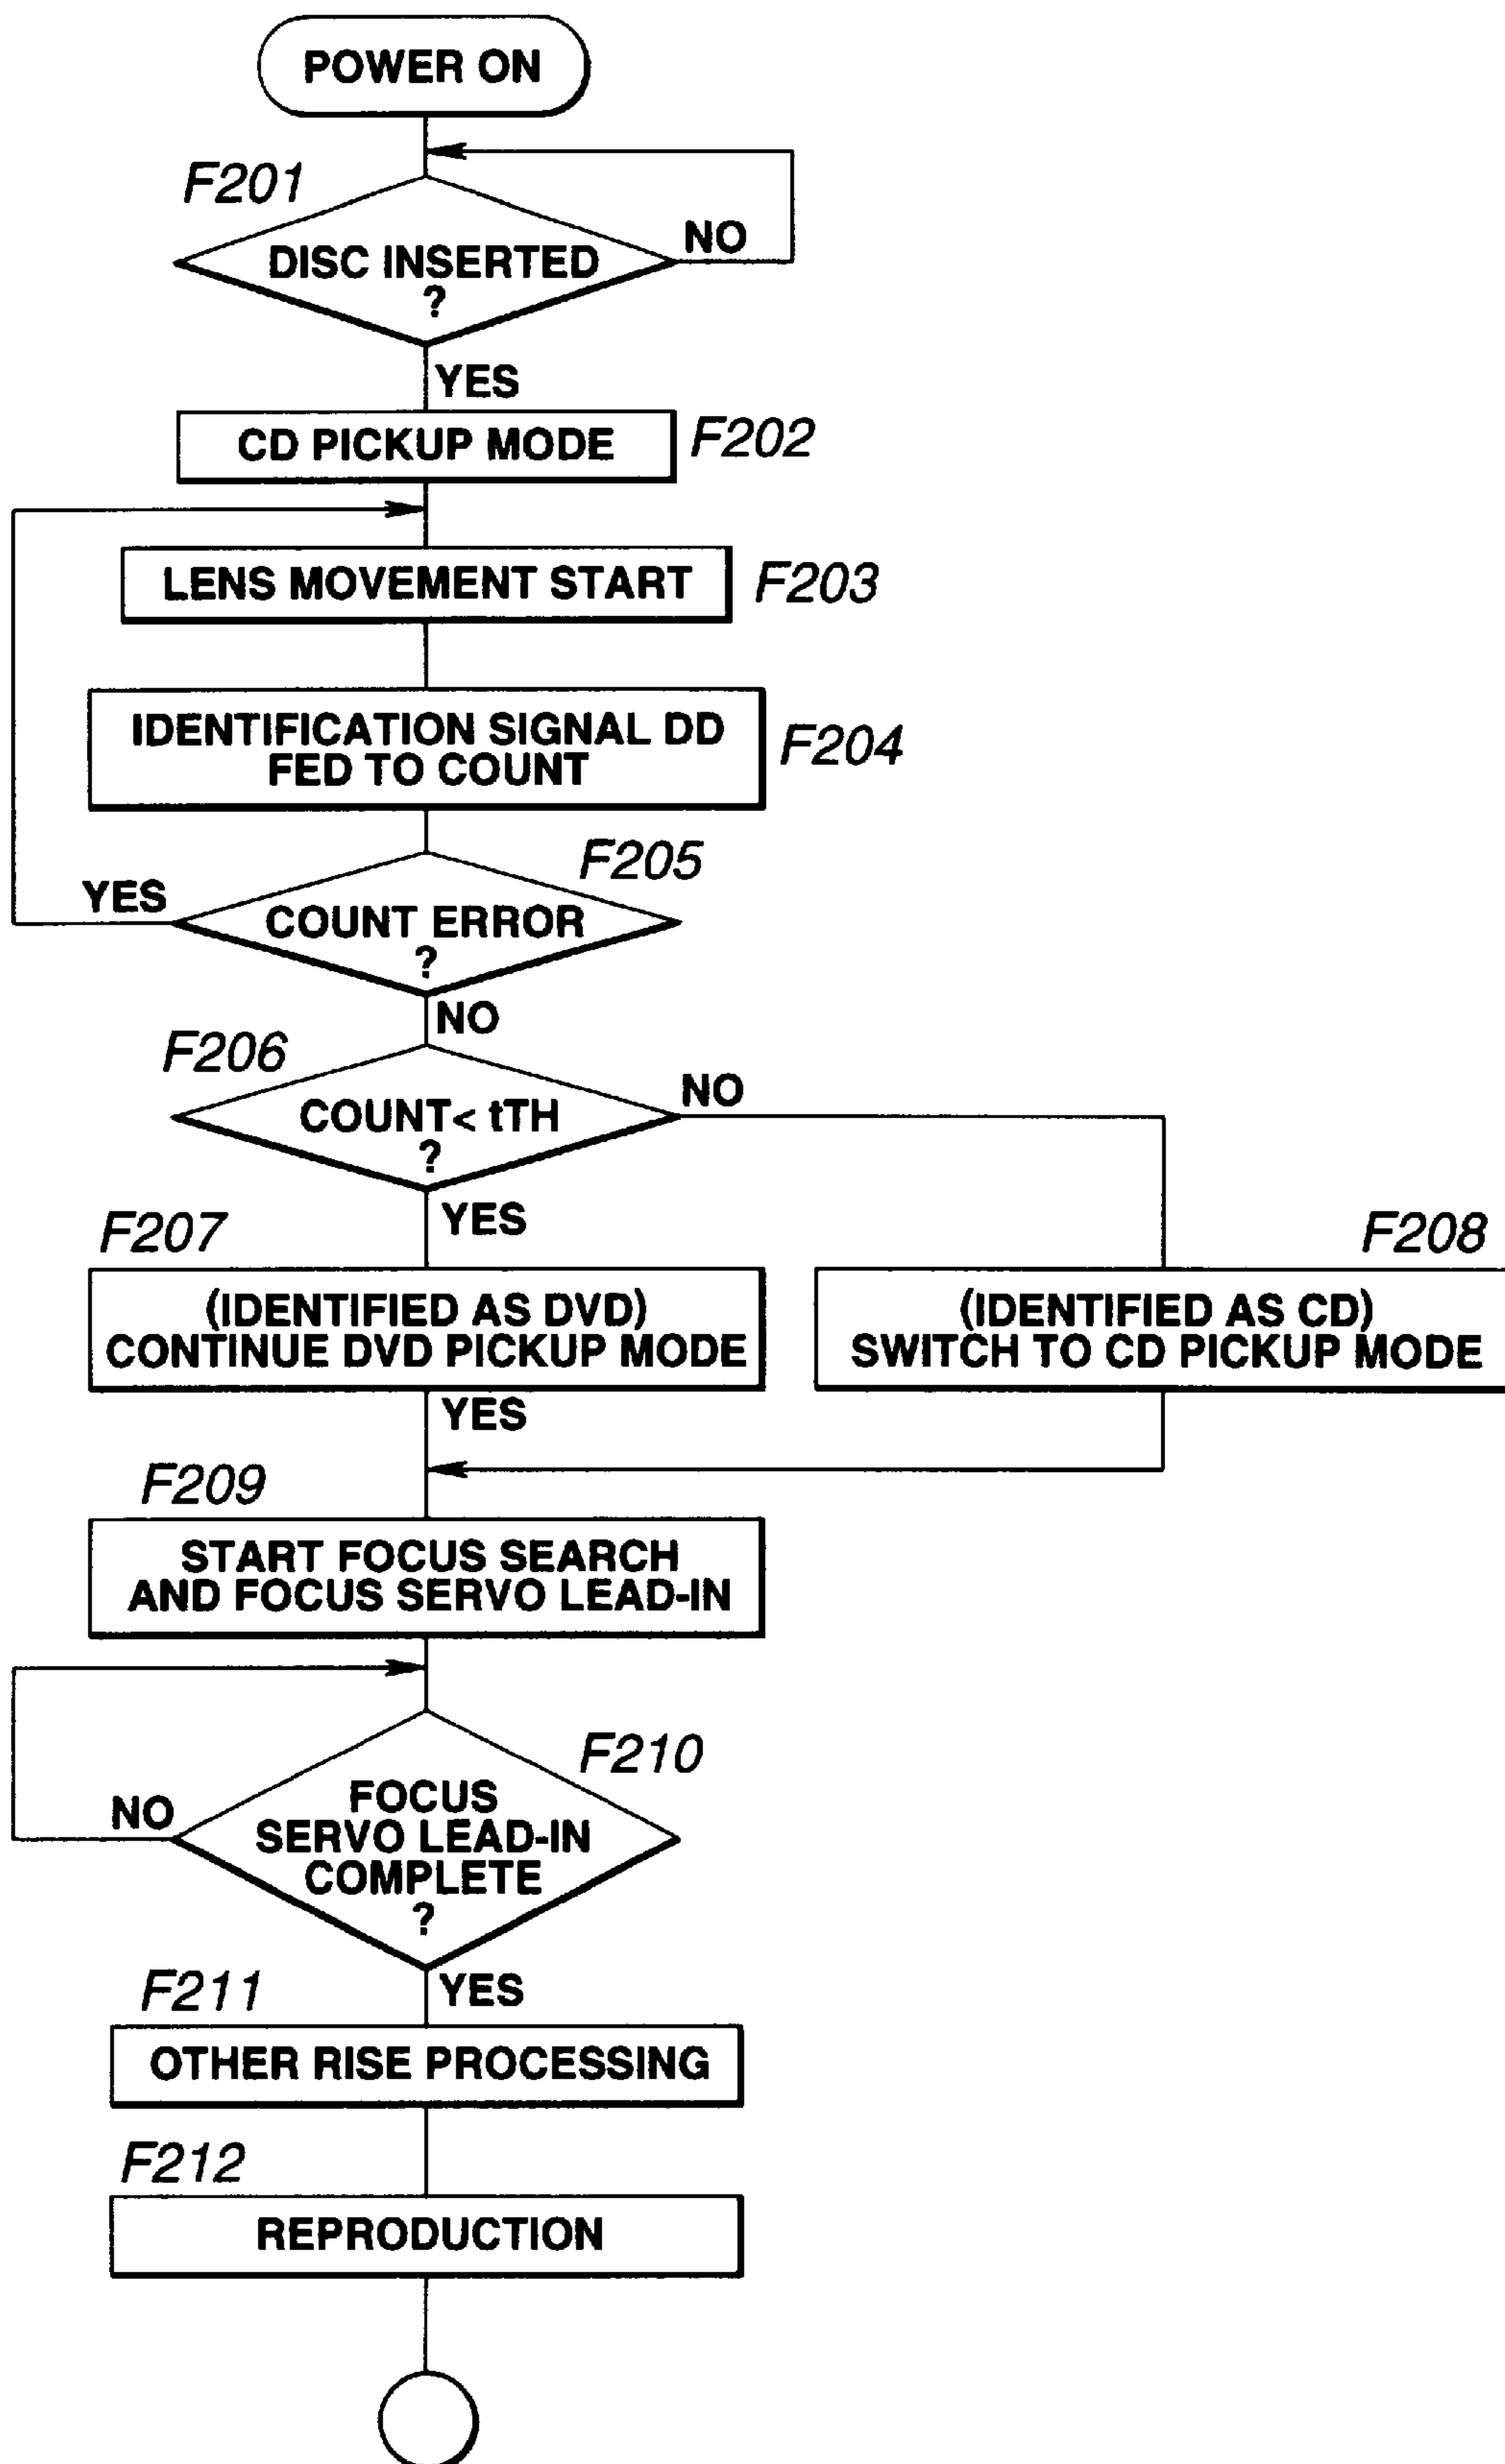 POWER ON
F201
NO
DISC INSERTED
?
YES
CD PICKUP MODE
F202
LENS MOVEMENT START
F203
IDENTIFICATION SIGNAL DD
FED TO COUNT
F204
F205
YES
COUNT ERROR
?
NO
F206
NO
COUNT< tTH
?
YES
F207
F208
(IDENTIFIED AS DVD)
CONTINUE DVD PICKUP MODE
(IDENTIFIED AS CD)
SWITCH TO CD PICKUP MODE
YES
F209
START FOCUS SEARCH
AND FOCUS SERVO LEAD-IN
F210
NO
FOCUS
SERVO LEAD-IN
COMPLETE
?
YES
F211
OTHER RISE PROCESSING
F212
REPRODUCTION